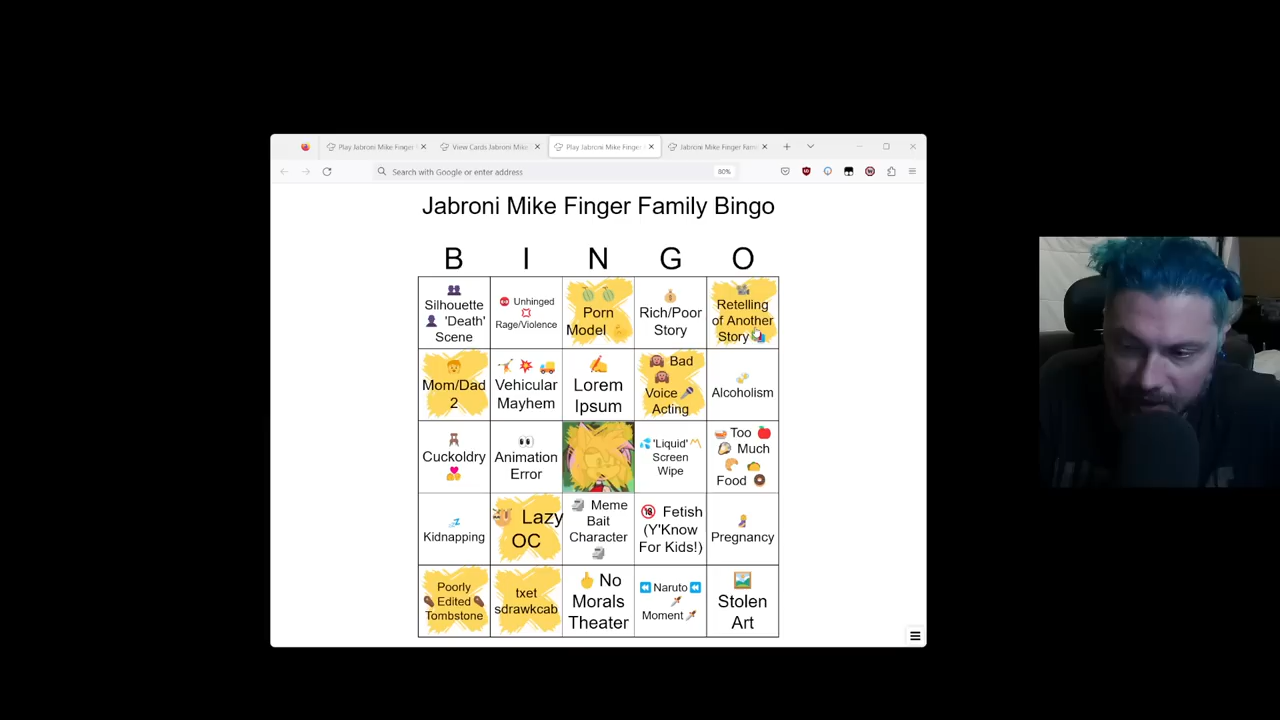 Play Jabroni Mike Finger
View Cards Jabroni Mike
Play Jabroni Mike Finger
Jabroni Mike Finger Fam
Search with Google or enter address
80%
Jabroni Mike Finger Family Bingo
B I N G O
Silhouette
'Death'
Scene
Unhinged
Rage/Violence
Porn
Model
Rich/Poor
Story
Retelling
of Another
Story
Mom/Dad
2
Vehicular
Mayhem
Lorem
Ipsum
Bad
Voice
Acting
Alcoholism
Cuckoldry
Animation
Error
'Liquid'
Screen
Wipe
Too
Much
Food
Kidnapping
Lazy
OC
Meme
Bait
Character
Fetish
(Y'Know
For Kids!)
Pregnancy
Poorly
Edited
Tombstone
txet
sdrawkcab
No
Morals
Theater
Naruto
Moment
Stolen
Art